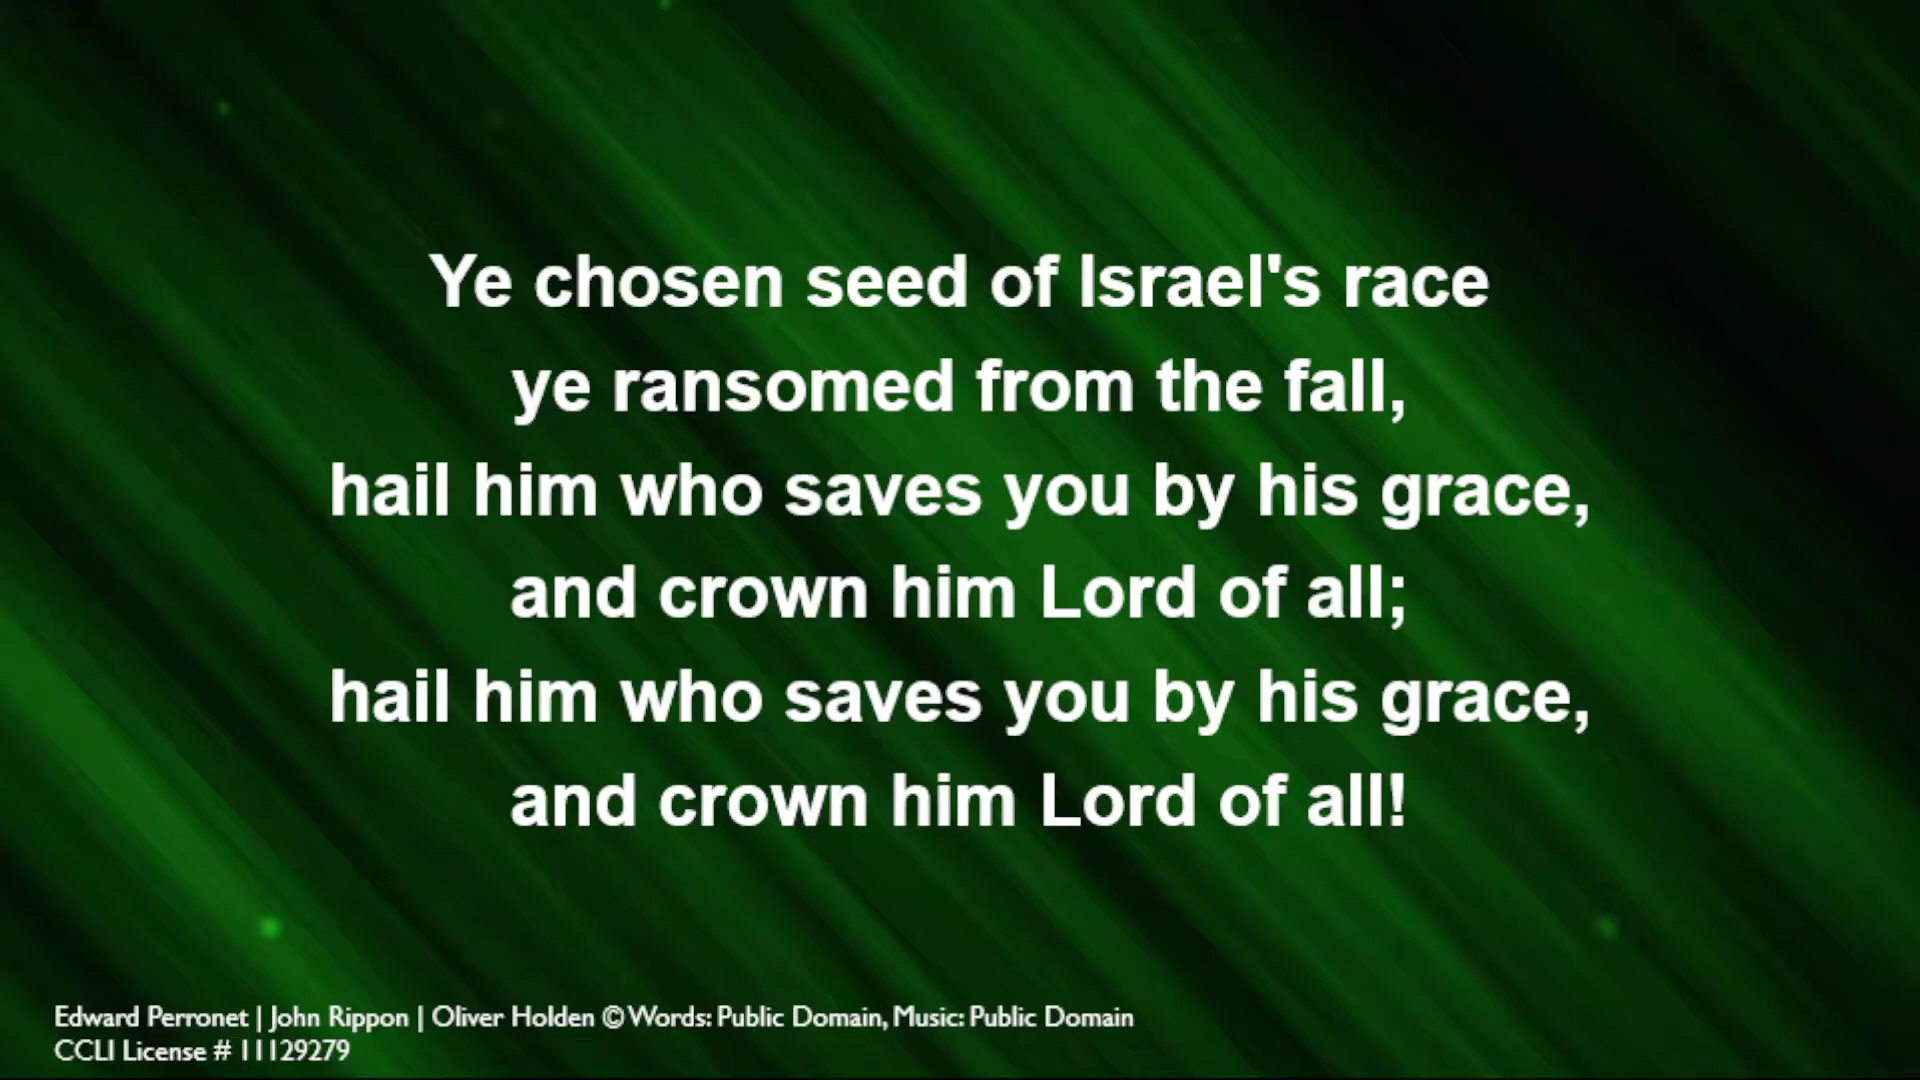 Ye chosen seed of Israel's race
ye ransomed from the fall,
hail him who saves you by his grace,
and crown him Lord of all;
hail him who saves you by his grace,
and crown him Lord of all!
Edward Perronet | John Rippon | Oliver Holden © Words: Public Domain, Music: Public Domain
CCLI License # 11129279